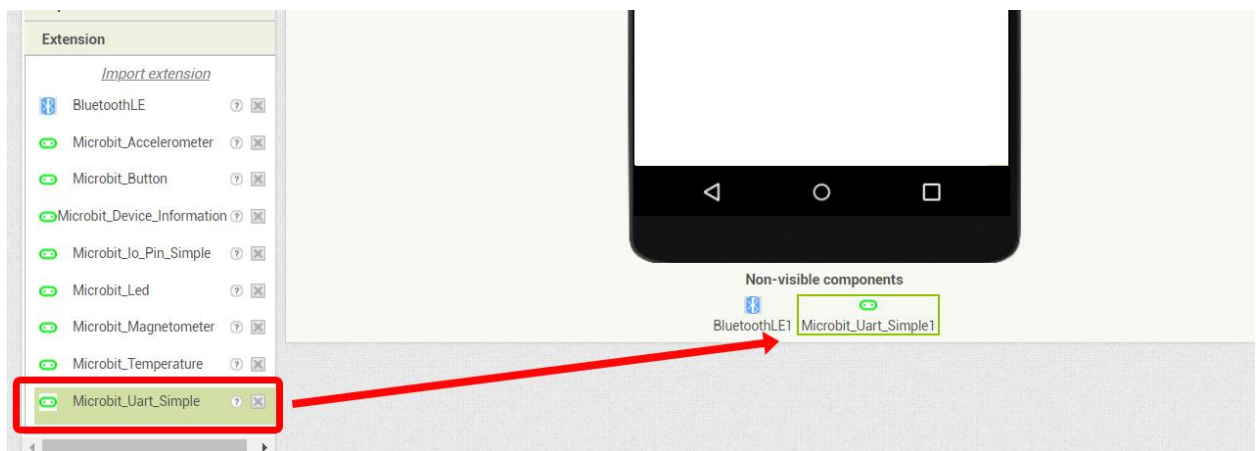 Extension
Import extension
BluetoothLE
Microbit_Accelerometer
Microbit_Button
Microbit_Device_Information
Microbit_Io_Pin_Simple
Microbit_Led
Microbit_Magnetometer
Microbit_Temperature
Microbit_Uart_Simple
Non-visible components
BluetoothLE1 Microbit_Uart_Simple1